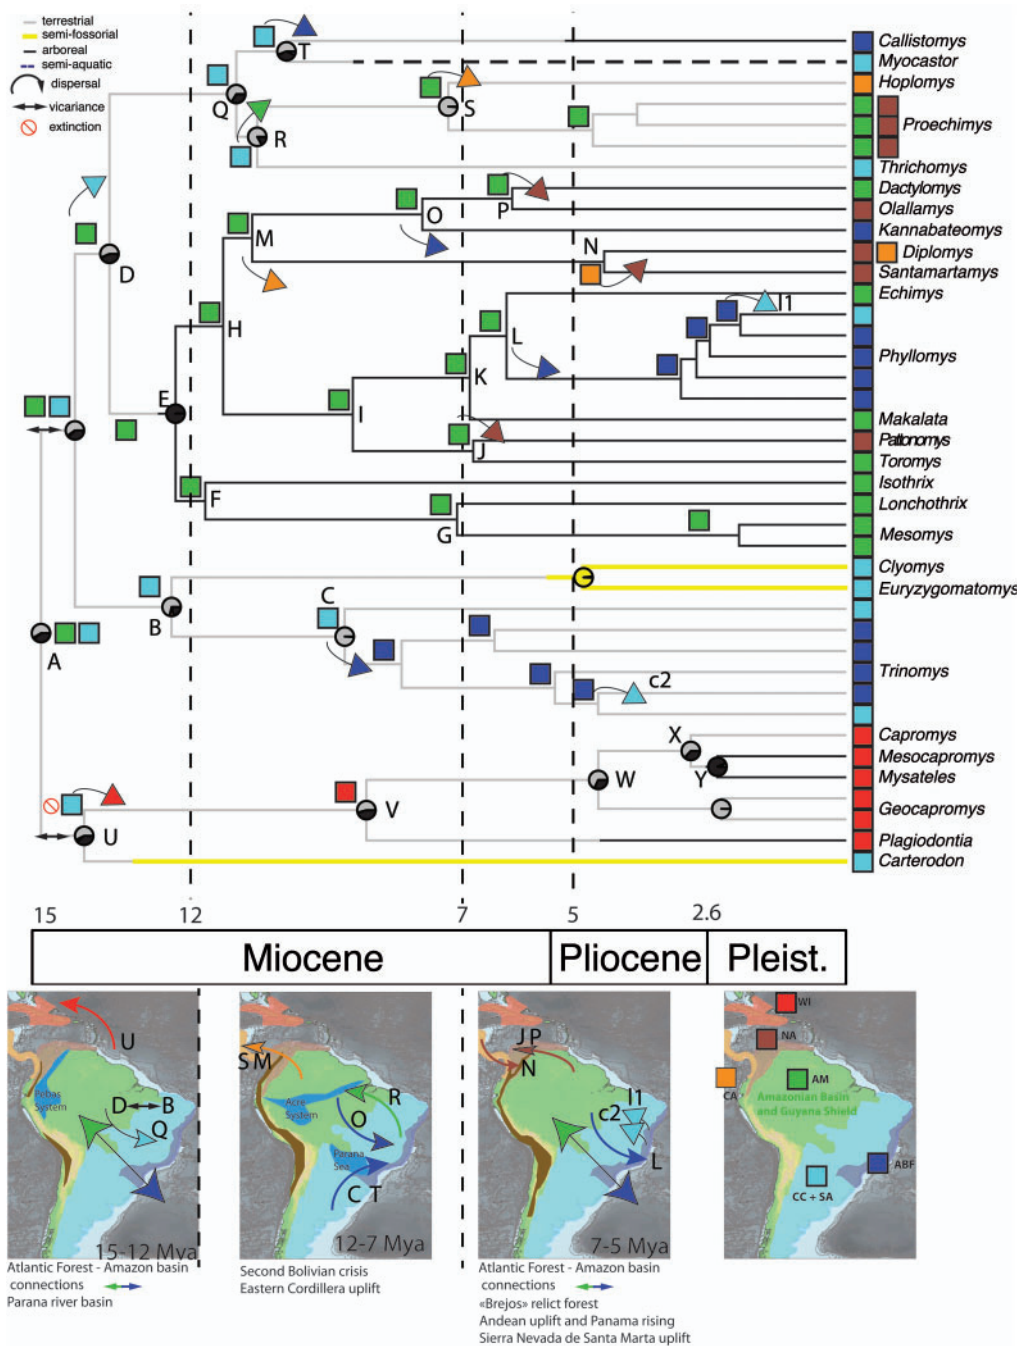 terrestrial
semi-fossorial
arboreal
semi-aquatic
dispersal
vicariance
extinction
T
Q
S
R
D
P
O
M
N
H
L
l1
E
K
I
J
F
G
C
B
A
c2
X
Y
W
V
U
Callistomys
Myocastor
Hoplomys
Proechimys
Thrichomys
Dactylomys
Olallamys
Kannabateomys
Diplomys
Santamartamys
Echimys
Phyllomys
Makalata
Pattonomys
Toromys
Isothrix
Lonchothrix
Mesomys
Clyomys
Euryzygomatomys
Trinomys
Capromys
Mesocapromys
Mysateles
Geocapromys
Plagiodontia
Carterodon
15 12 7 5 2.6
Miocene Pliocene Pleist.
U
Pebas
System
D B
Q
15-12 Mya
Atlantic Forest - Amazon basin
connections
Parana river basin
S M
Acre
System
R
O
Parana
Sea
C T
12-7 Mya
Second Bolivian crisis
Eastern Cordillera uplift
J P
N
l1
c2
L
7-5 Mya
Atlantic Forest - Amazon basin
connections
«Brejos» relict forest
Andean uplift and Panama rising
Sierra Nevada de Santa Marta uplift
WI
NA
CA
AM
Amazonian Basin
and Guyana Shield
ABF
CC + SA